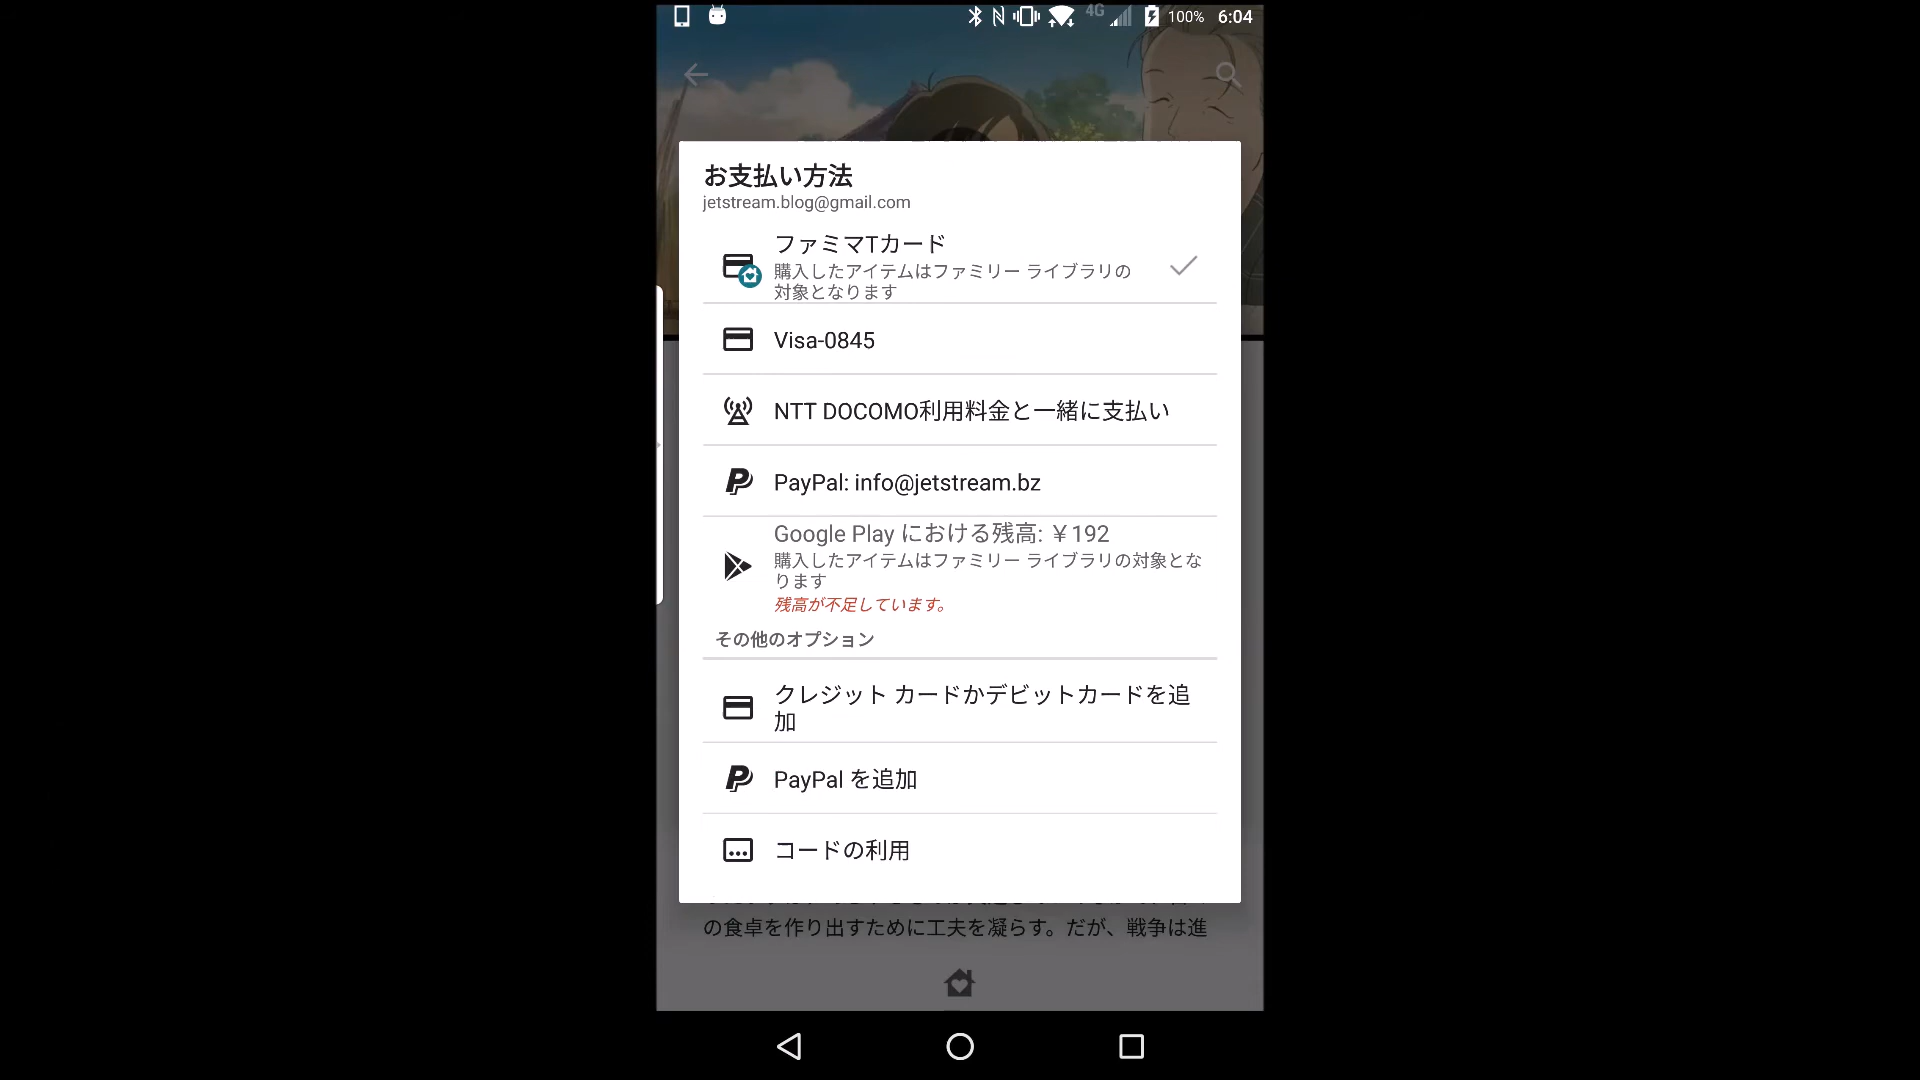 4G 100% 6:04
お支払い方法
jetstream.blog@gmail.com
ファミマTカード
購入したアイテムはファミリー ライブラリの
対象となります
Visa-0845
NTT DOCOMO利用料金と一緒に支払い
PayPal: info@jetstream.bz
Google Play における残高: ￥192
購入したアイテムはファミリー ライブラリの対象とな
ります
残高が不足しています。
その他のオプション
クレジット カードかデビットカードを追
加
PayPal を追加
コードの利用
の食卓を作り出すために工夫を凝らす。だが、戦争は進